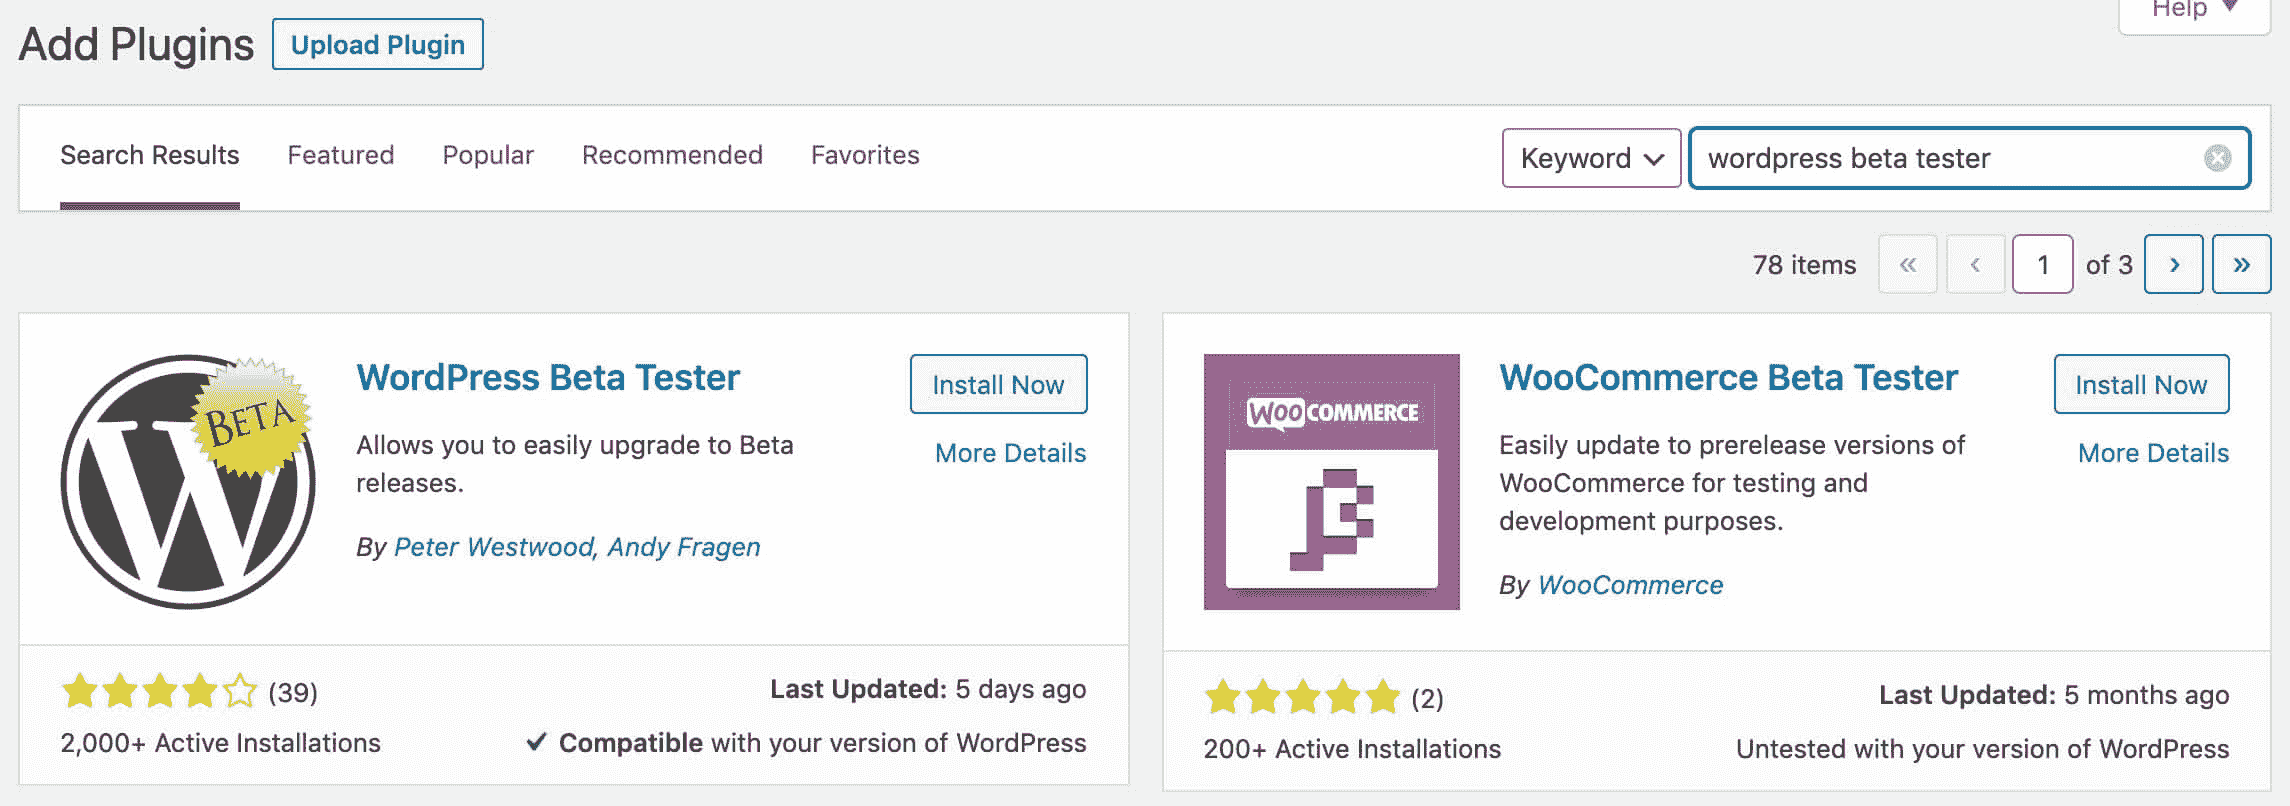 Help
Add Plugins Upload Plugin
Search Results Featured Popular Recommended Favorites Keyword wordpress beta tester
78 items « ‹ 1 of 3 › »
BETA
WordPress Beta Tester
Install Now
Allows you to easily upgrade to Beta
releases.
More Details
By Peter Westwood, Andy Fragen
(39)
Last Updated: 5 days ago
2,000+ Active Installations
✓ Compatible with your version of WordPress
WOOCOMMERCE
WooCommerce Beta Tester
Install Now
Easily update to prerelease versions of
WooCommerce for testing and
development purposes.
More Details
By WooCommerce
(2)
Last Updated: 5 months ago
200+ Active Installations
Untested with your version of WordPress